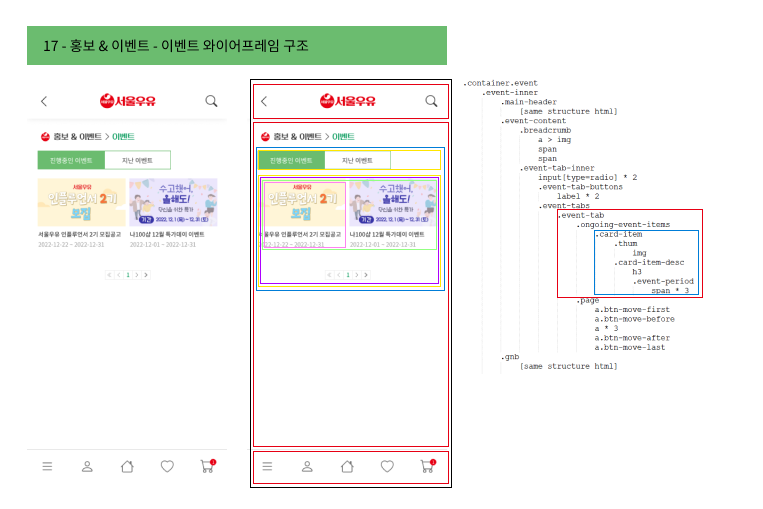 17 - 홍보 & 이벤트 - 이벤트 와이어프레임 구조
서울우유
홍보 & 이벤트 > 이벤트
진행중인 이벤트
지난 이벤트
서울우유
인플루언서 2기
모집
수고했어,
올해도!
당신을 위한 특가
기간 2022. 12. 1 (목) ~ 12. 31 (토)
서울우유 인플루언서 2기 모집공고
2022-12-22 ~ 2022-12-31
나100샵 12월 특가데이 이벤트
2022-12-01 ~ 2022-12-31
< < 1 > >
서울우유
홍보 & 이벤트 > 이벤트
진행중인 이벤트
지난 이벤트
서울우유
인플루언서 2기
모집
수고했어,
올해도!
당신을 위한 특가
기간 2022. 12. 1 (목) ~ 12. 31 (토)
서울우유 인플루언서 2기 모집공고
2022-12-22 ~ 2022-12-31
나100샵 12월 특가데이 이벤트
2022-12-01 ~ 2022-12-31
< < 1 > >
.container.event
.event-inner
.main-header
[same structure html]
.event-content
.breadcrumb
a > img
span
span
.event-tab-inner
input[type=radio] * 2
.event-tab-buttons
label * 2
.event-tabs
.event-tab
.ongoing-event-items
.card-item
.thum
img
.card-item-desc
h3
.event-period
span * 3
.page
a.btn-move-first
a.btn-move-before
a * 3
a.btn-move-after
a.btn-move-last
.gnb
[same structure html]